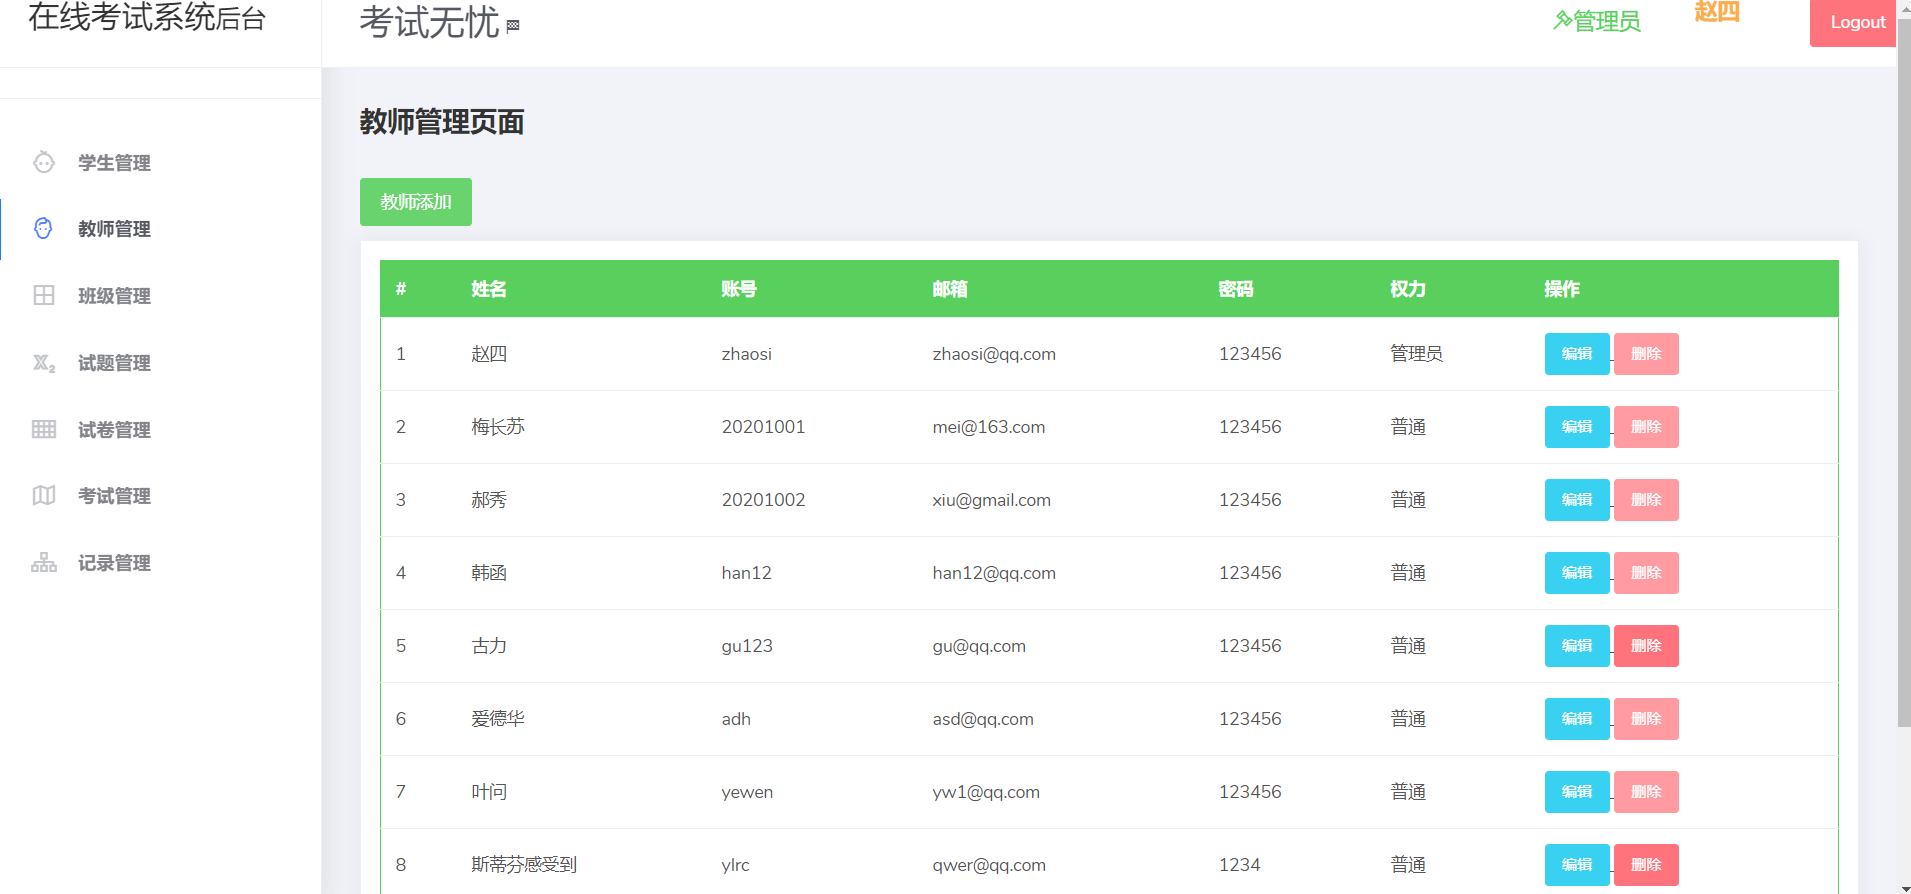 在线考试系统后台
考试无忧
管理员
赵四
Logout
学生管理
教师管理
班级管理
试题管理
试卷管理
考试管理
记录管理
教师管理页面
教师添加
# 姓名 账号 邮箱 密码 权力 操作
1 赵四 zhaosi zhaosi@qq.com 123456 管理员 编辑 删除
2 梅长苏 20201001 mei@163.com 123456 普通 编辑 删除
3 郝秀 20201002 xiu@gmail.com 123456 普通 编辑 删除
4 韩函 han12 han12@qq.com 123456 普通 编辑 删除
5 古力 gu123 gu@qq.com 123456 普通 编辑 删除
6 爱德华 adh asd@qq.com 123456 普通 编辑 删除
7 叶问 yewen yw1@qq.com 123456 普通 编辑 删除
8 斯蒂芬感受到 ylrc qwer@qq.com 1234 普通 编辑 删除